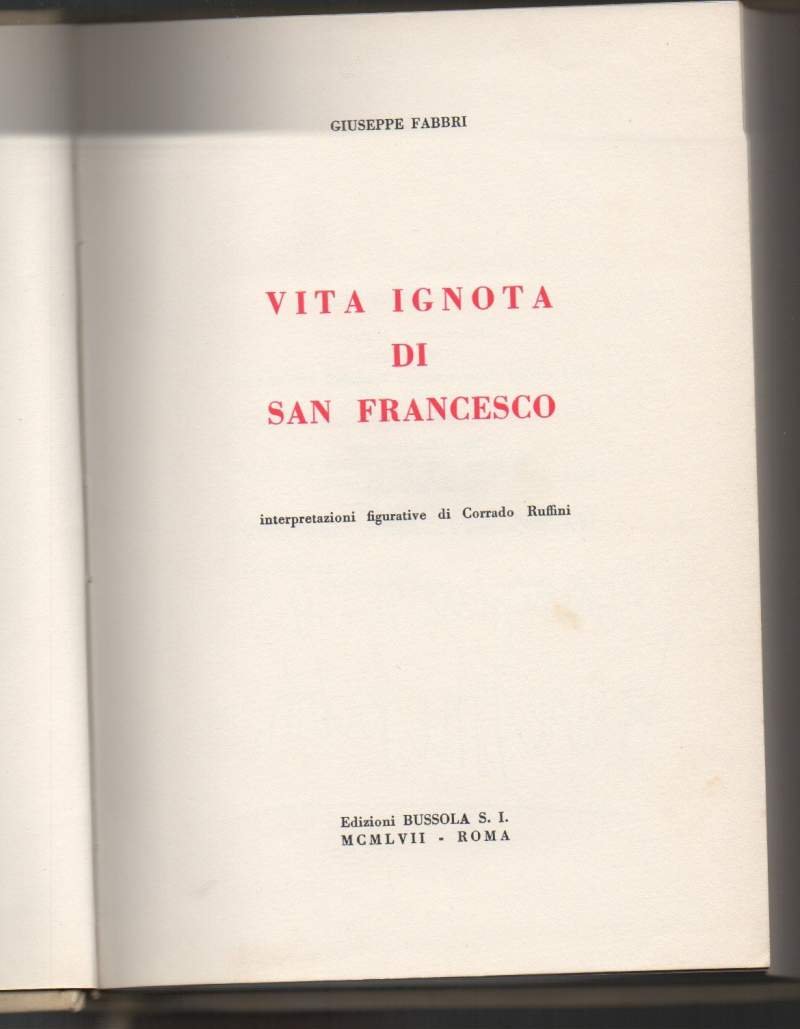 GIUSEPPE FABBRI
VITA IGNOTA
DI
SAN FRANCESCO
interpretazioni figurative di Corrado Ruffini
Edizioni BUSSOLA S. I.
MCMLVII - ROMA